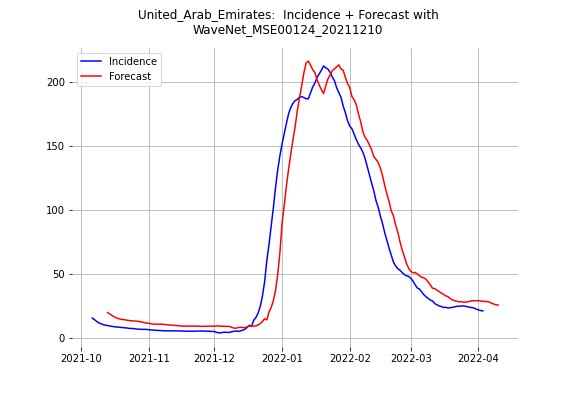 United_Arab_Emirates:  Incidence + Forecast with
WaveNet_MSE00124_20211210
Incidence
Forecast
200
150
100
50
0
2021-10 2021-11 2021-12 2022-01 2022-02 2022-03 2022-04